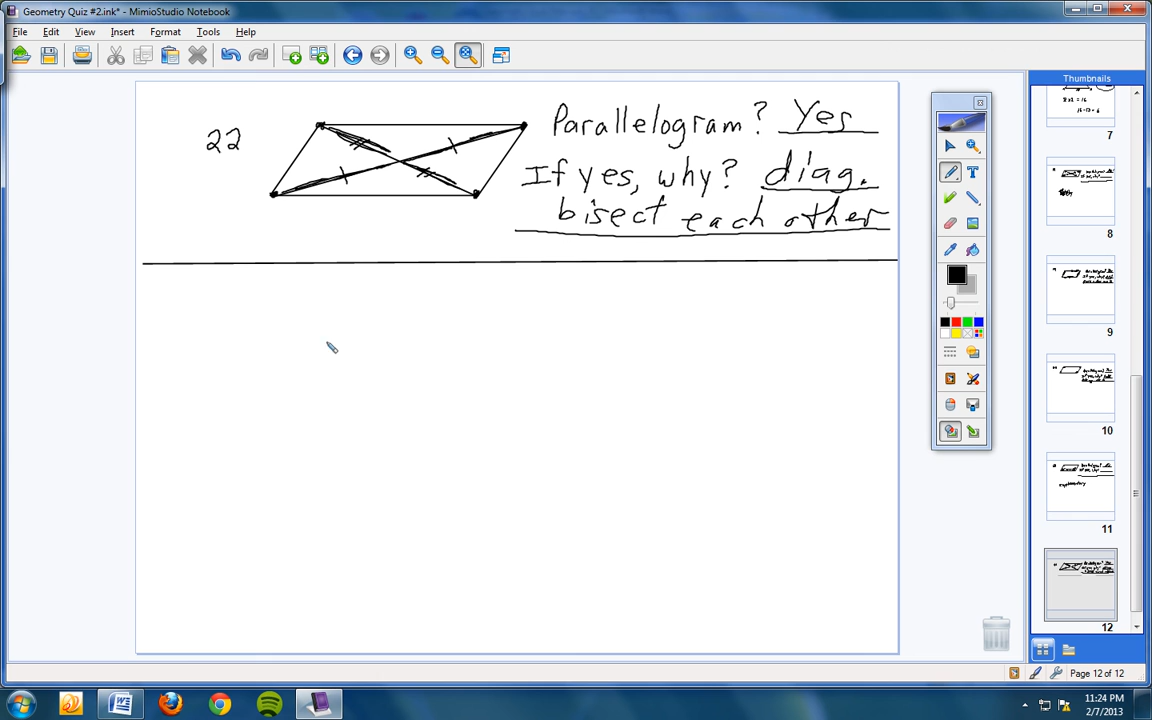 Geometry Quiz #2.ink* - MimioStudio Notebook
File Edit View Insert Format Tools Help
22
Parallelogram? Yes
If yes, why? diag.
bisect each other
Thumbnails
7
8
9
10
11
12
Page 12 of 12
11:24 PM
2/7/2013